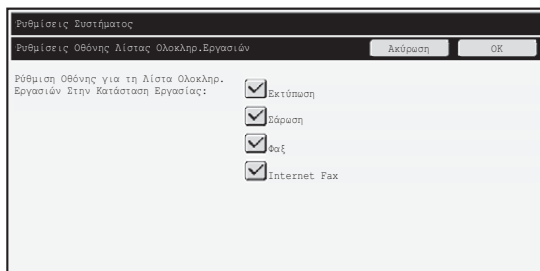 Ρυθμίσεις Συστήματος
Ρυθμίσεις Οθόνης Λίστας Ολοκληρ.Εργασιών
Ακύρωση
OK
Ρύθμιση Οθόνης για τη Λίστα Ολοκληρ.
Εργασιών Στην Κατάσταση Εργασίας:
Εκτύπωση
Σάρωση
Φαξ
Internet Fax